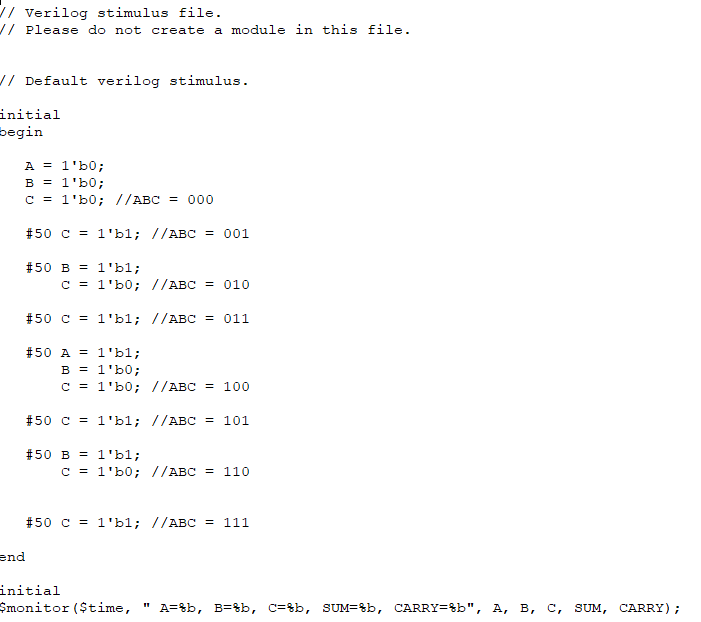 // Verilog stimulus file.
// Please do not create a module in this file.
// Default verilog stimulus.
initial
begin
A = 1'b0;
B = 1'b0;
C = 1'b0; //ABC = 000
#50 C = 1'b1; //ABC = 001
#50 B = 1'b1;
C = 1'b0; //ABC = 010
#50 C = 1'b1; //ABC = 011
#50 A = 1'b1;
B = 1'b0;
C = 1'b0; //ABC = 100
#50 C = 1'b1; //ABC = 101
#50 B = 1'b1;
C = 1'b0; //ABC = 110
#50 C = 1'b1; //ABC = 111
end
initial
$monitor($time, " A=%b, B=%b, C=%b, SUM=%b, CARRY=%b", A, B, C, SUM, CARRY);